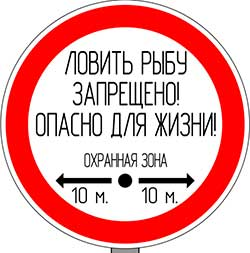 ЛОВИТЬ РЫБУ
ЗАПРЕЩЕНО!
ОПАСНО ДЛЯ ЖИЗНИ!
ОХРАННАЯ ЗОНА
10 м. 10 м.